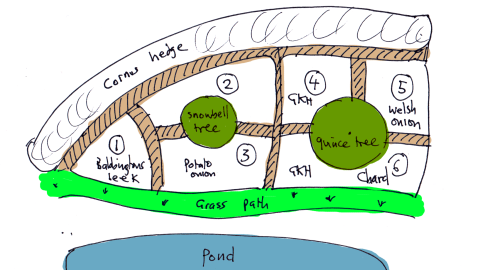 Cornus hedge
2
4
GKH
5
Welsh
onion
snowbell
tree
1
Babbingtons
leek
Potato
onion
3
quince tree
GKH
6
Chard
Grass path
Pond